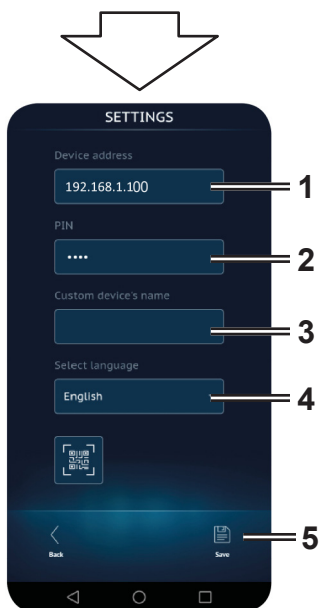 SETTINGS
Device address
192.168.1.100
1
PIN
••••
2
Custom device's name
3
Select language
English
4
5
Back
Save